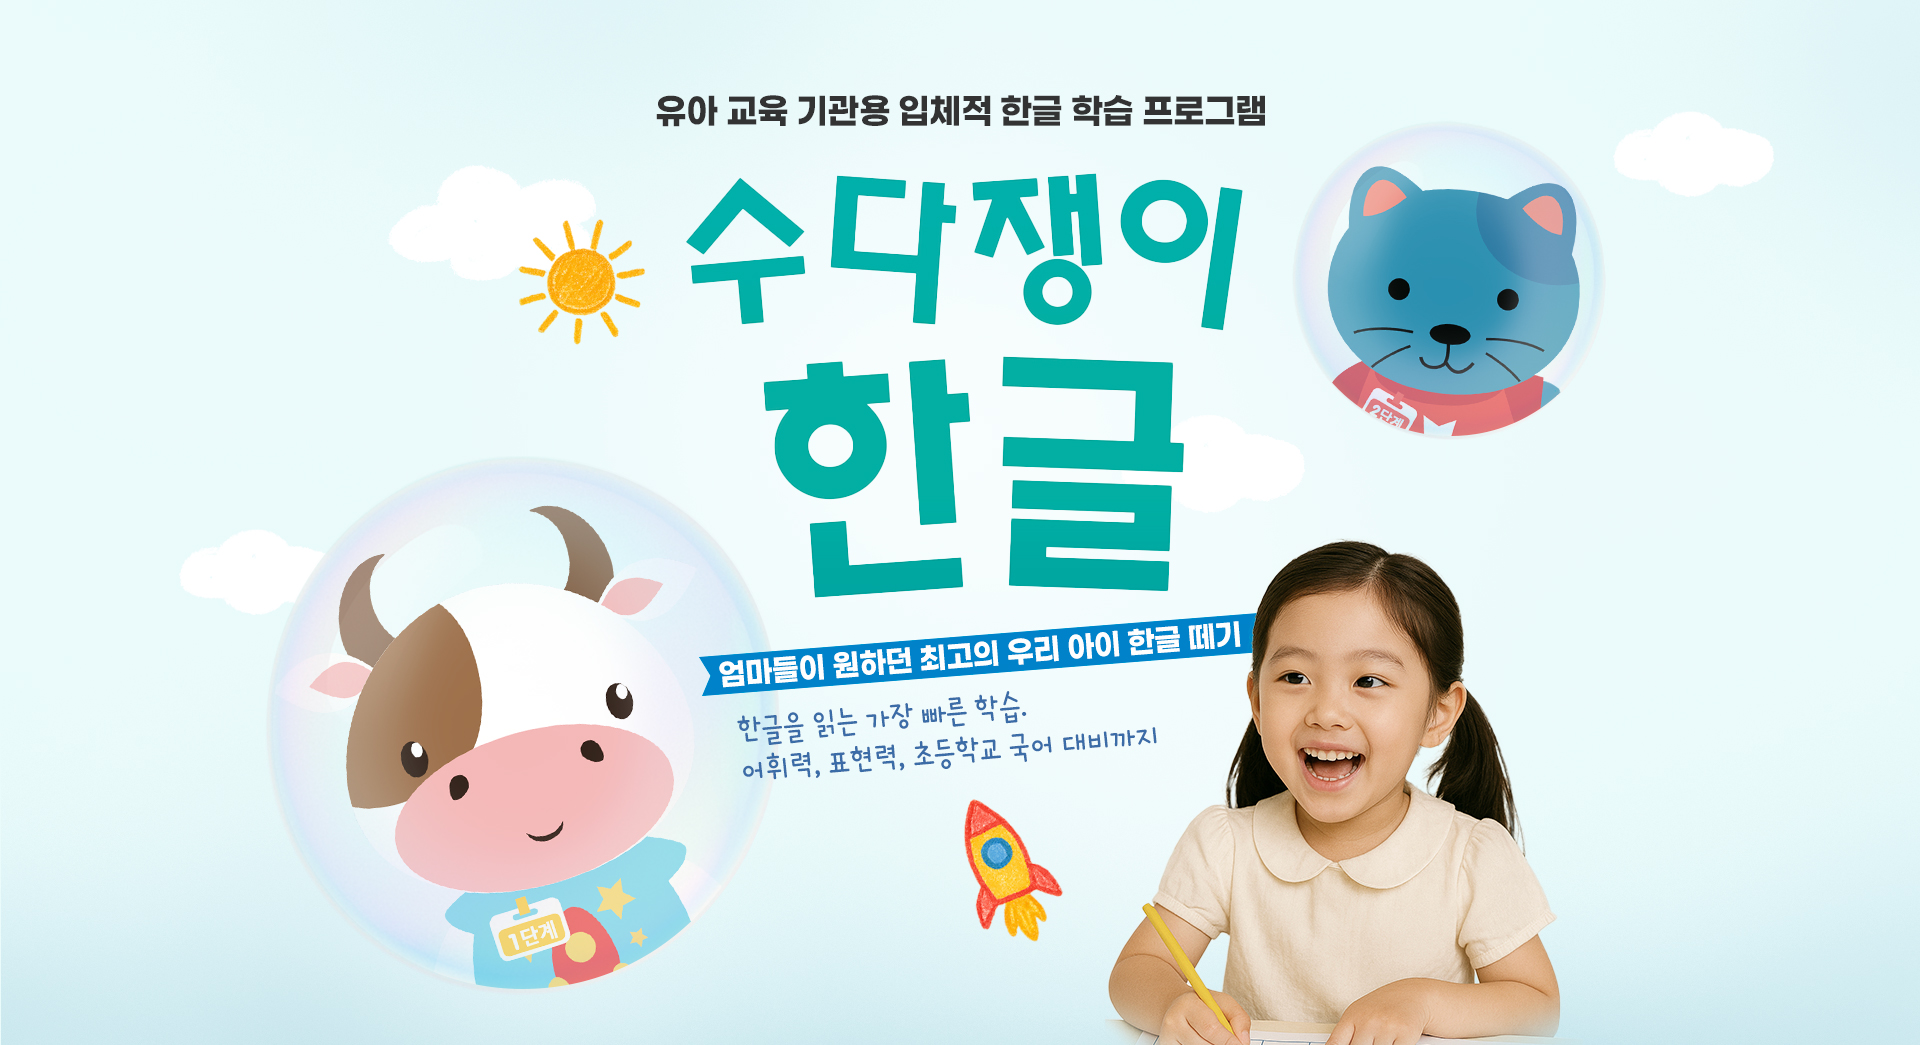 유아 교육 기관용 입체적 한글 학습 프로그램
수다쟁이
한글
엄마들이 원하던 최고의 우리 아이 한글 떼기
한글을 읽는 가장 빠른 학습.
어휘력, 표현력, 초등학교 국어 대비까지
1단계
2단계